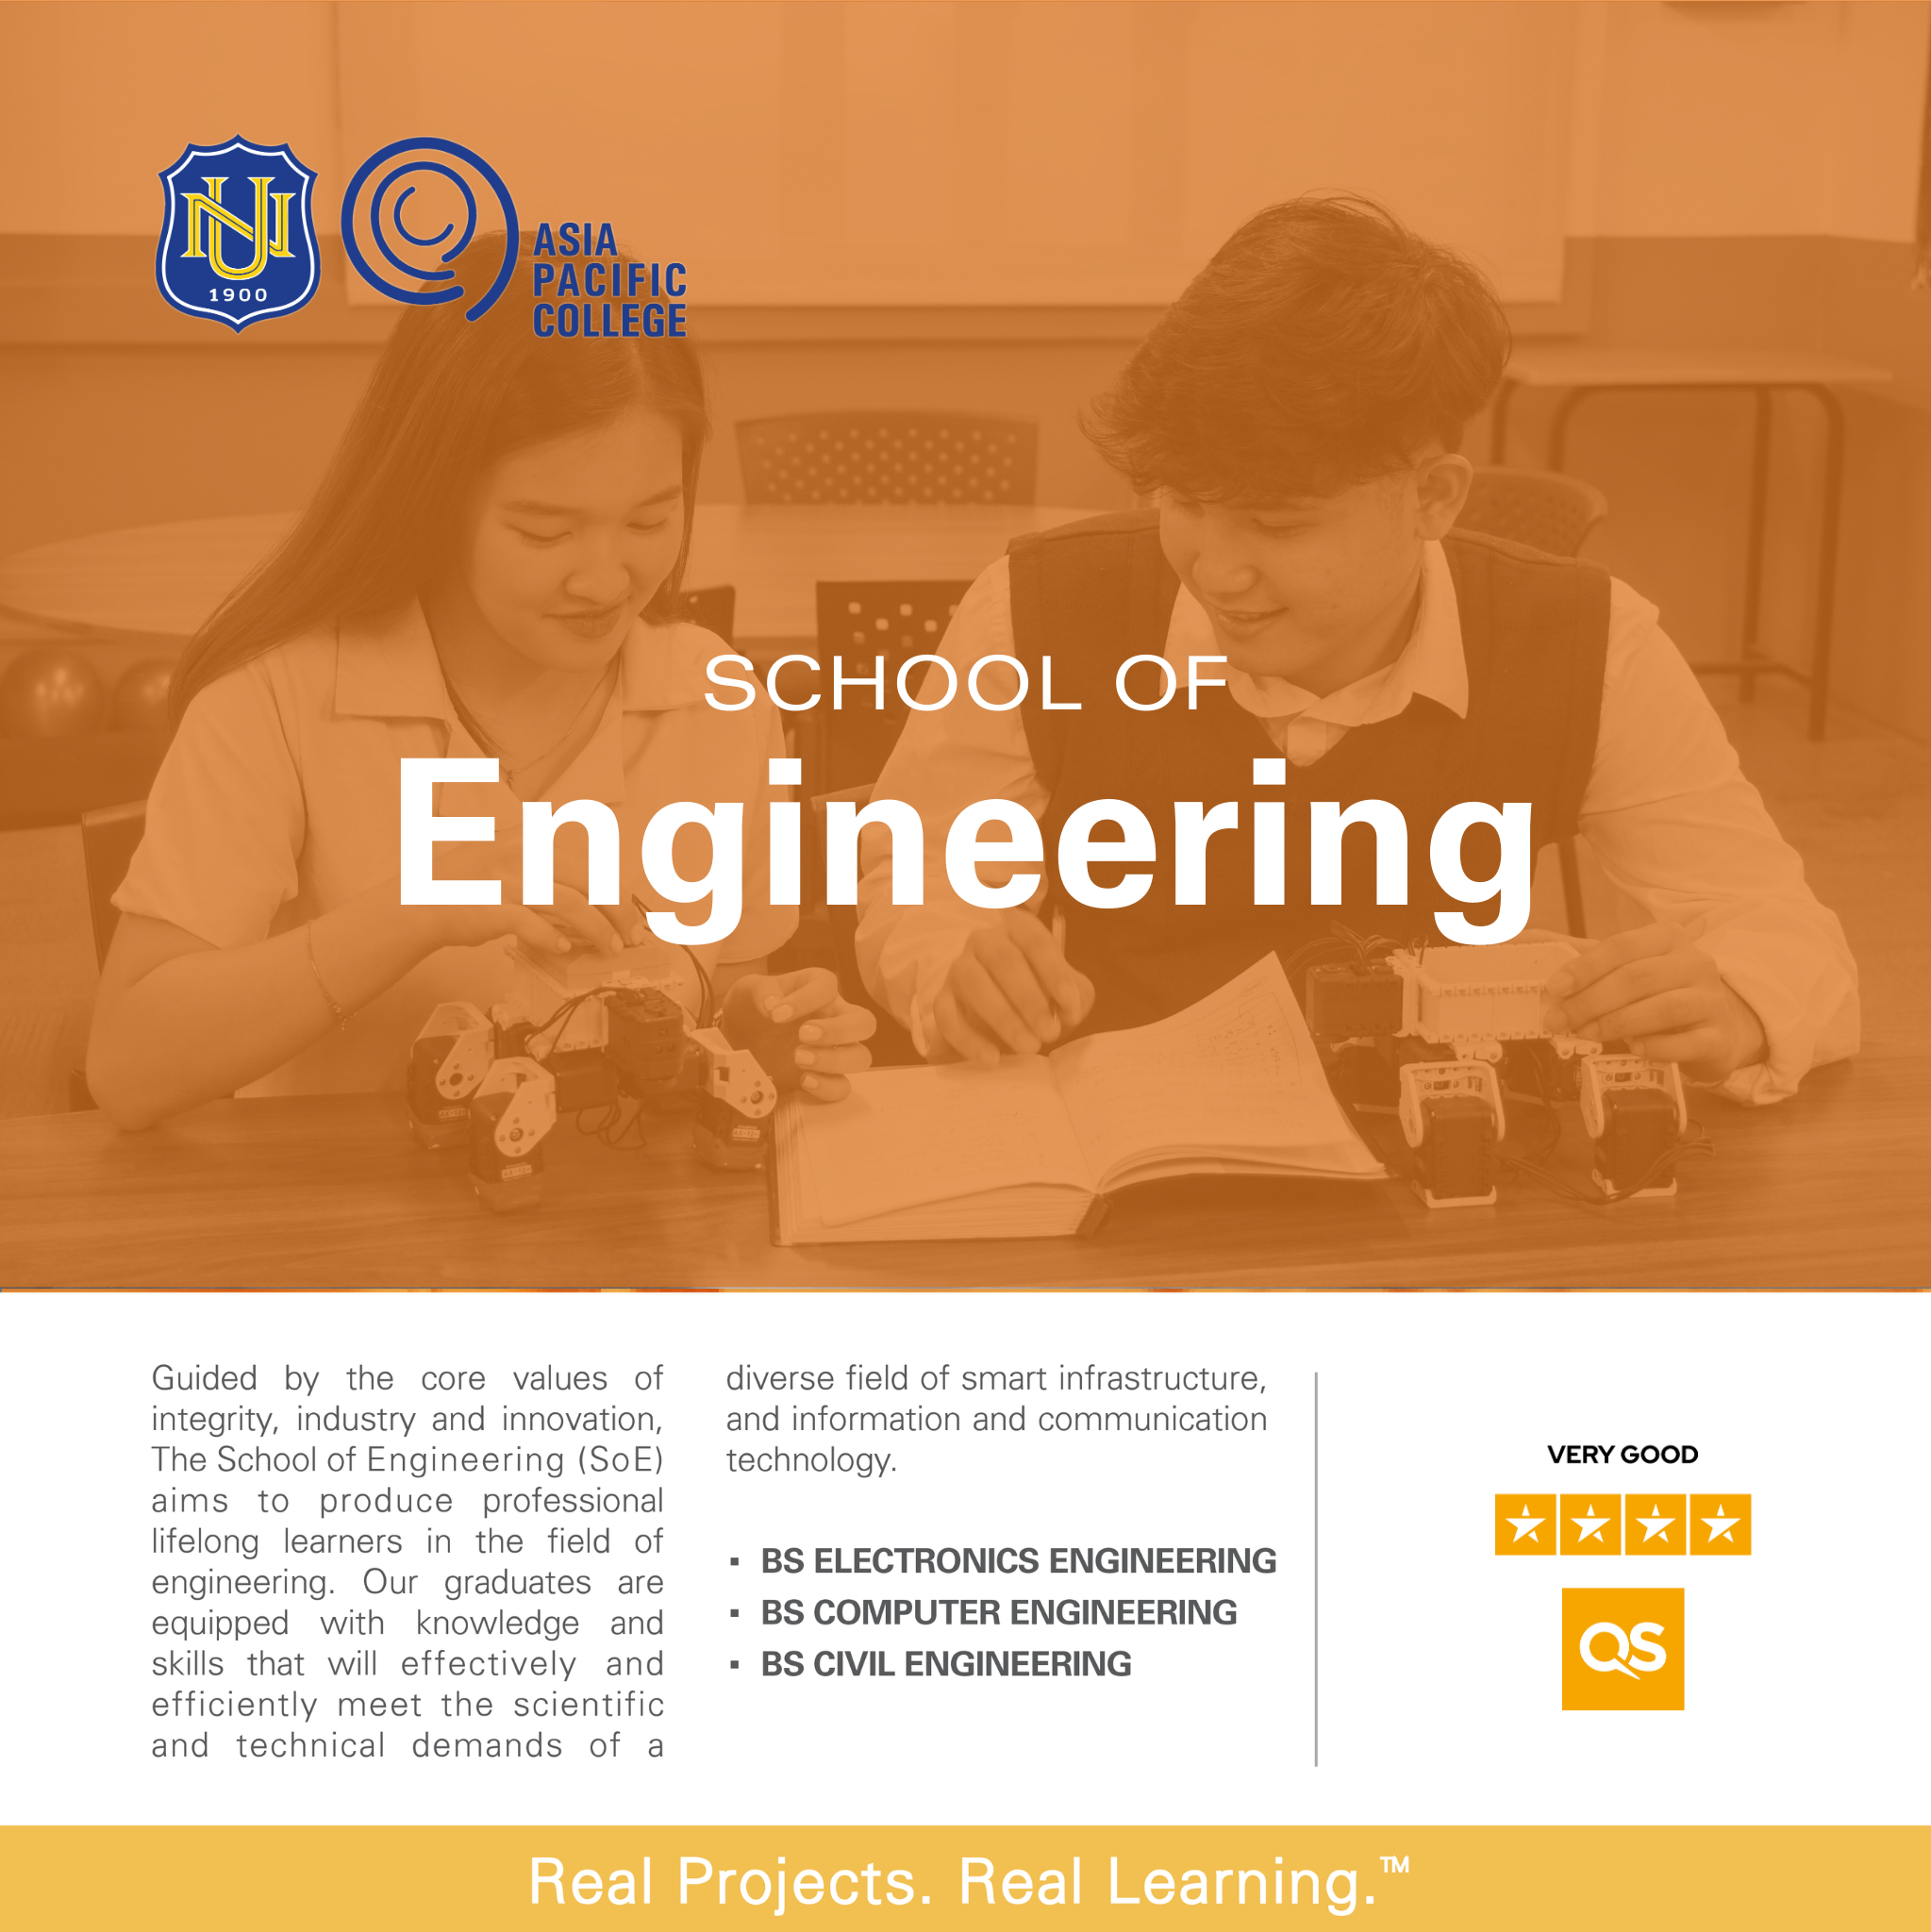 NU
1900
ASIA
PACIFIC
COLLEGE
SCHOOL OF
Engineering
Guided by the core values of
integrity, industry and innovation,
The School of Engineering (SoE)
aims to produce professional
lifelong learners in the field of
engineering. Our graduates are
equipped with knowledge and
skills that will effectively and
efficiently meet the scientific
and technical demands of a
diverse field of smart infrastructure,
and information and communication
technology.
▪ BS ELECTRONICS ENGINEERING
▪ BS COMPUTER ENGINEERING
▪ BS CIVIL ENGINEERING
VERY GOOD
QS
Real Projects. Real Learning.™